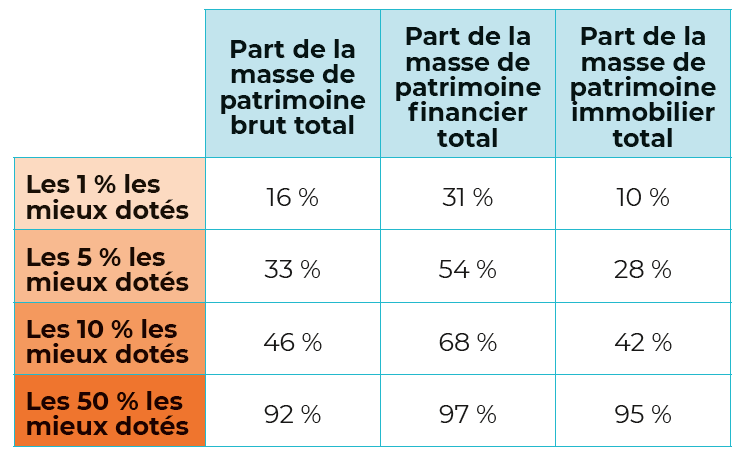 Part de la
masse de
patrimoine
brut total
Part de la
masse de
patrimoine
financier
total
Part de la
masse de
patrimoine
immobilier
total
Les 1 % les
mieux dotés
16 %
31 %
10 %
Les 5 % les
mieux dotés
33 %
54 %
28 %
Les 10 % les
mieux dotés
46 %
68 %
42 %
Les 50 % les
mieux dotés
92 %
97 %
95 %